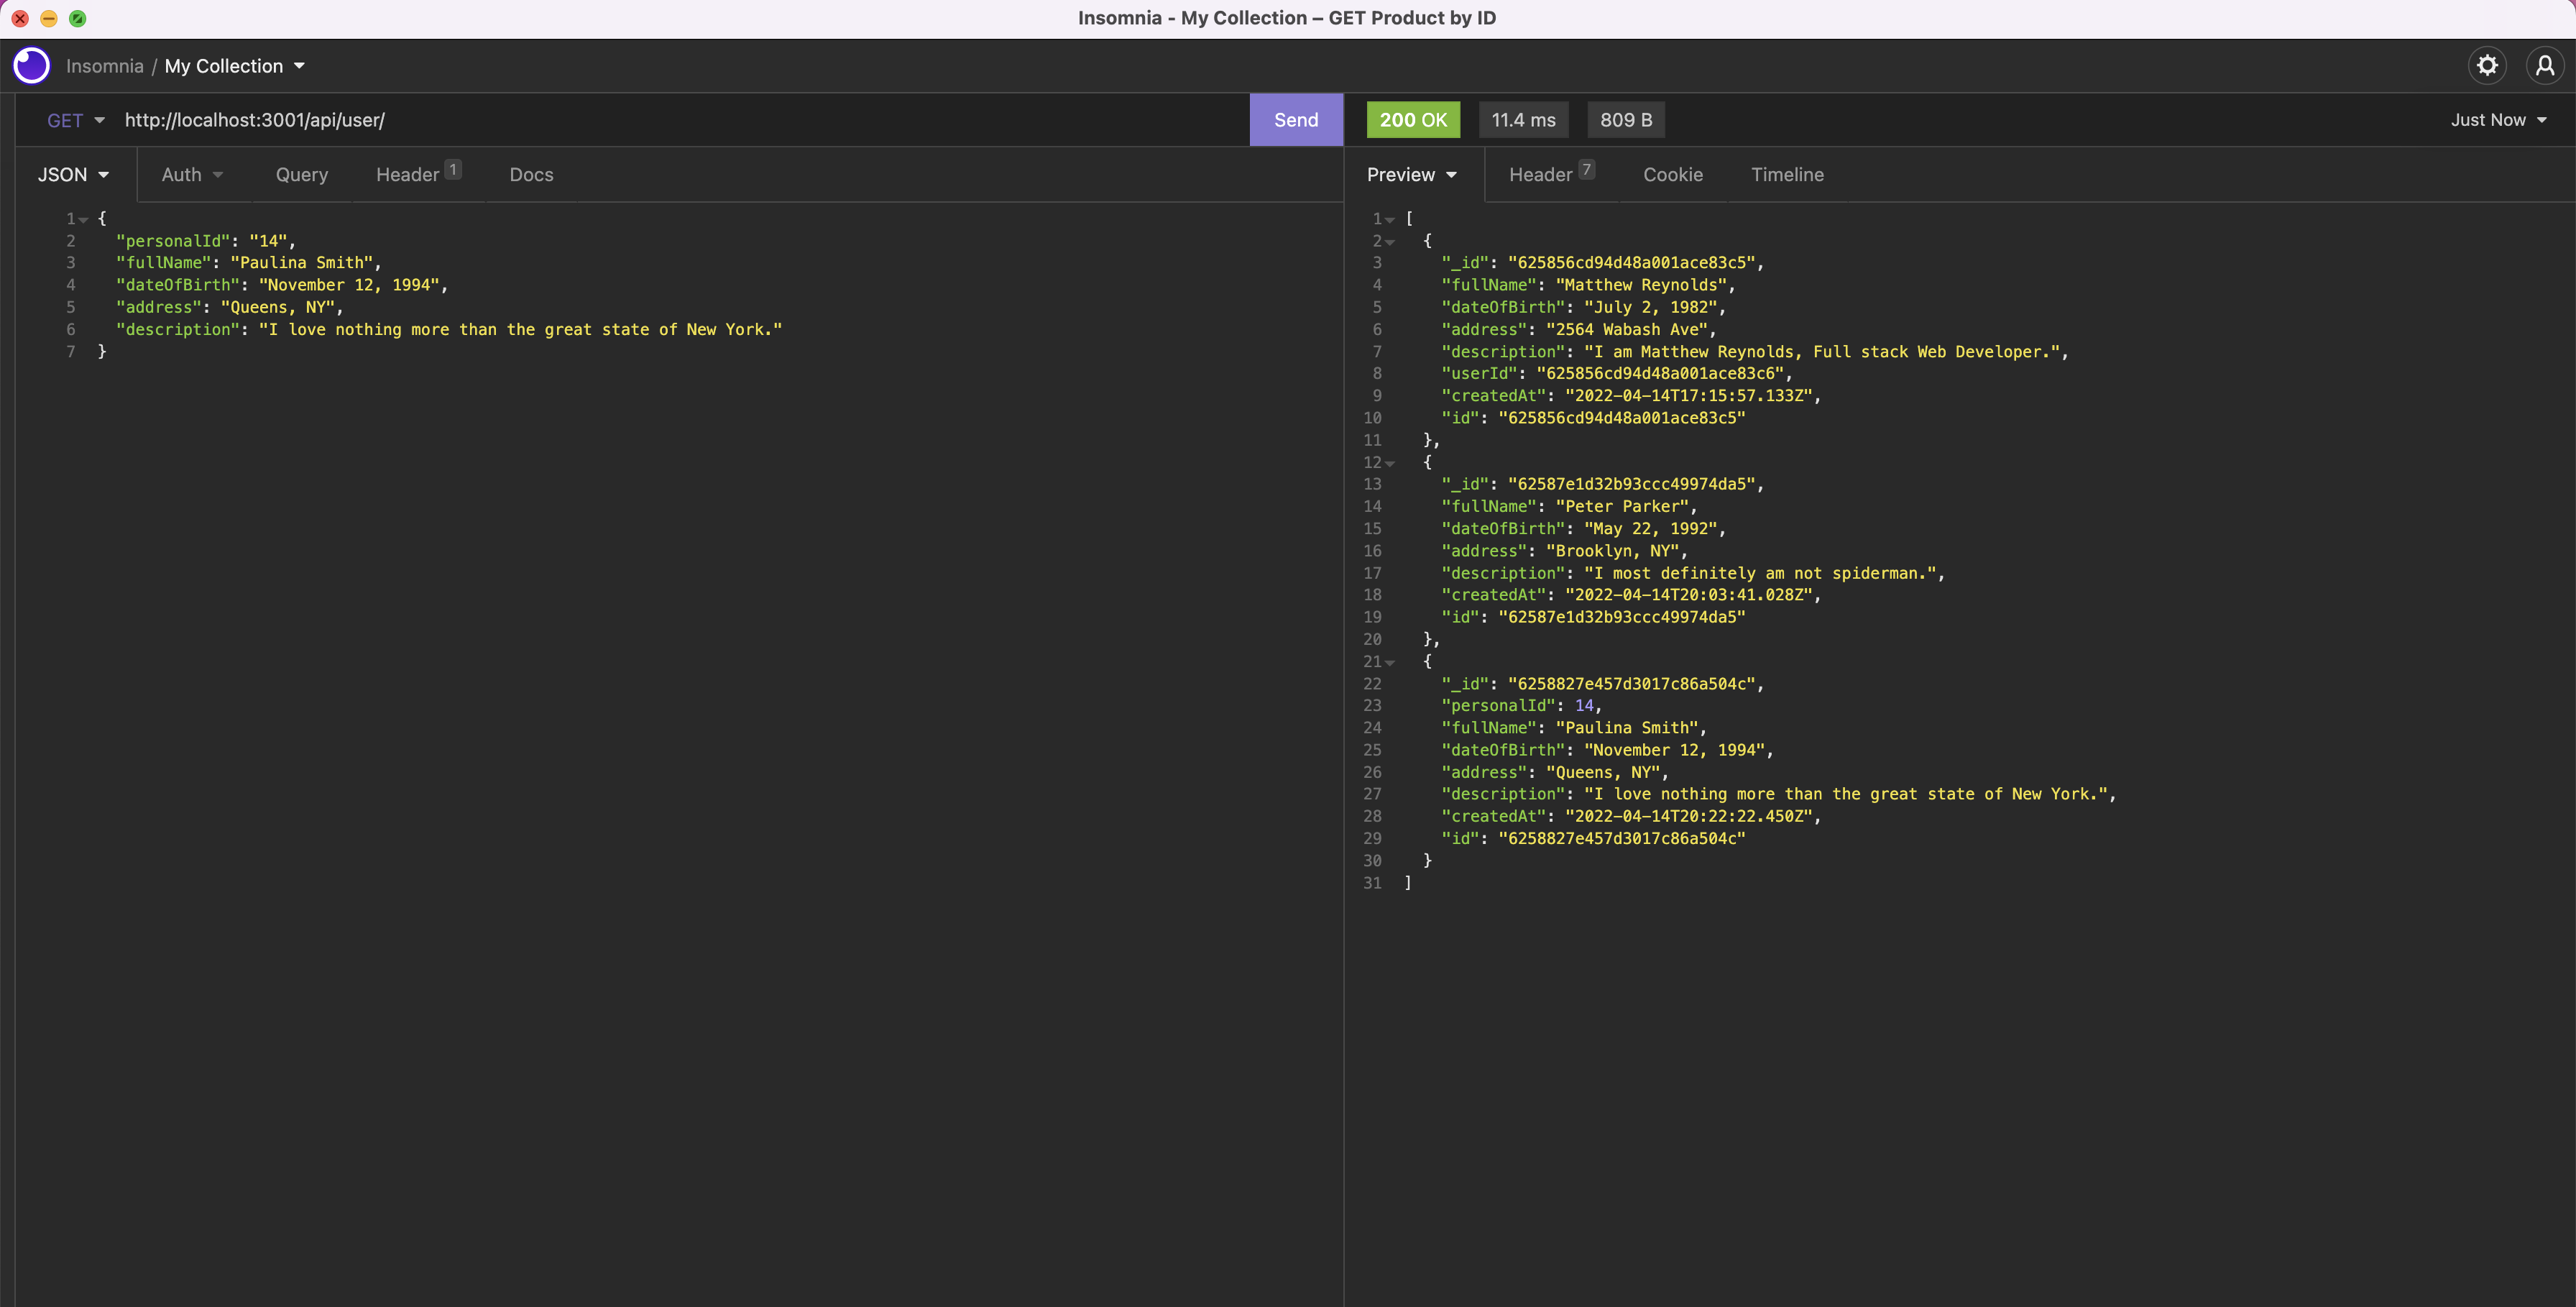 Insomnia - My Collection – GET Product by ID
Insomnia / My Collection
GET http://localhost:3001/api/user/ Send 200 OK 11.4 ms 809 B Just Now
JSON Auth Query Header 1 Docs
1 {
2 "personalId": "14",
3 "fullName": "Paulina Smith",
4 "dateOfBirth": "November 12, 1994",
5 "address": "Queens, NY",
6 "description": "I love nothing more than the great state of New York."
7 }
Preview Header 7 Cookie Timeline
1 [
2 {
3 "_id": "625856cd94d48a001ace83c5",
4 "fullName": "Matthew Reynolds",
5 "dateOfBirth": "July 2, 1982",
6 "address": "2564 Wabash Ave",
7 "description": "I am Matthew Reynolds, Full stack Web Developer.",
8 "userId": "625856cd94d48a001ace83c6",
9 "createdAt": "2022-04-14T17:15:57.133Z",
10 "id": "625856cd94d48a001ace83c5"
11 },
12 {
13 "_id": "62587e1d32b93ccc49974da5",
14 "fullName": "Peter Parker",
15 "dateOfBirth": "May 22, 1992",
16 "address": "Brooklyn, NY",
17 "description": "I most definitely am not spiderman.",
18 "createdAt": "2022-04-14T20:03:41.028Z",
19 "id": "62587e1d32b93ccc49974da5"
20 },
21 {
22 "_id": "6258827e457d3017c86a504c",
23 "personalId": 14,
24 "fullName": "Paulina Smith",
25 "dateOfBirth": "November 12, 1994",
26 "address": "Queens, NY",
27 "description": "I love nothing more than the great state of New York.",
28 "createdAt": "2022-04-14T20:22:22.450Z",
29 "id": "6258827e457d3017c86a504c"
30 }
31 ]